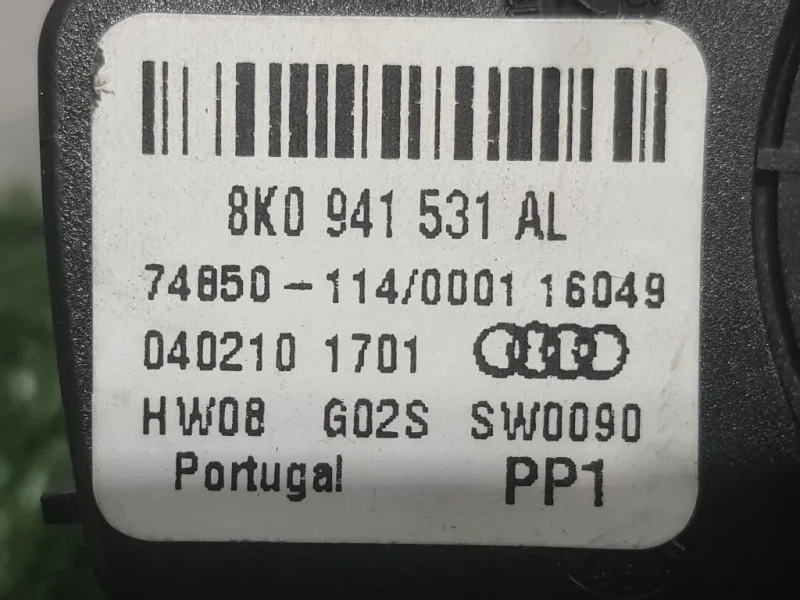 8K0 941 531 AL
74850-114/0001 16049
040210 1701
HW08 G02S SW0090
Portugal PP1